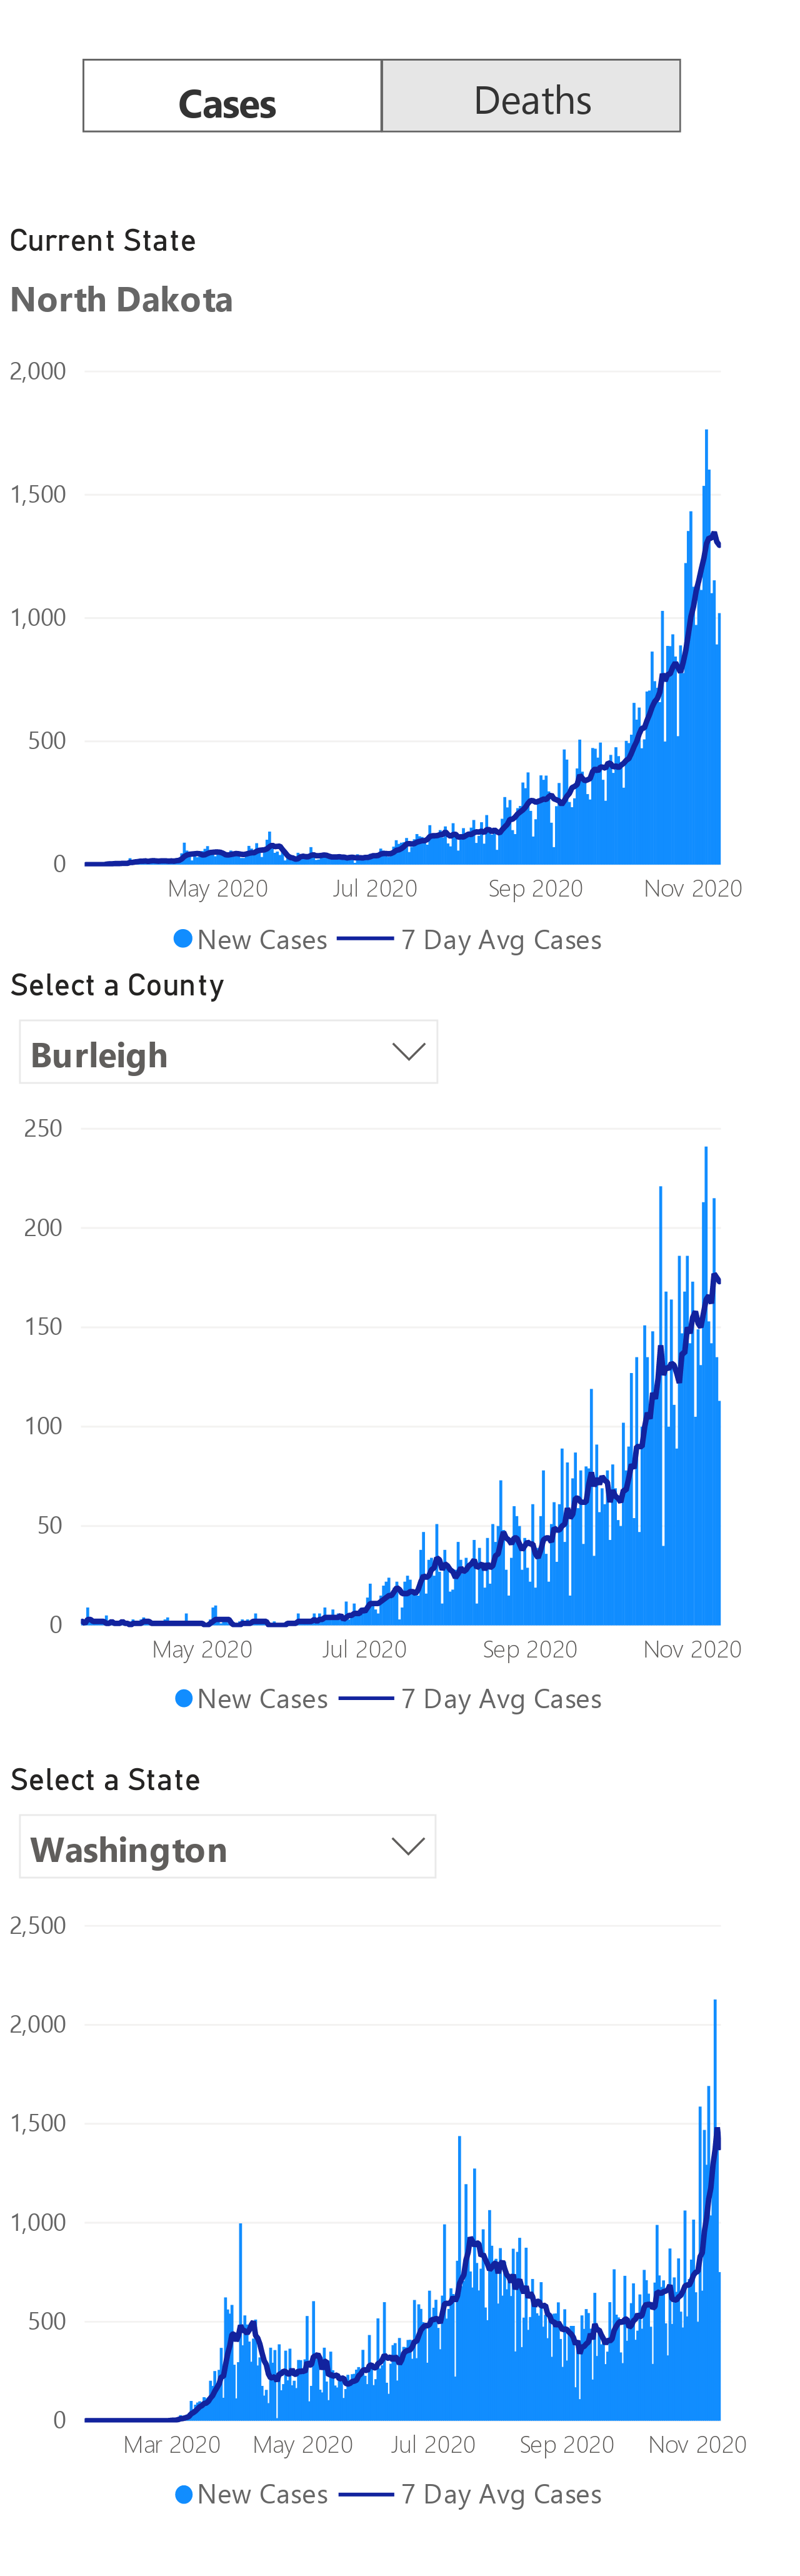 Cases Deaths
Current State
North Dakota
2,000
1,500
1,000
500
0
May 2020 Jul 2020 Sep 2020 Nov 2020
New Cases 7 Day Avg Cases
Select a County
Burleigh
250
200
150
100
50
0
May 2020 Jul 2020 Sep 2020 Nov 2020
New Cases 7 Day Avg Cases
Select a State
Washington
2,500
2,000
1,500
1,000
500
0
Mar 2020 May 2020 Jul 2020 Sep 2020 Nov 2020
New Cases 7 Day Avg Cases